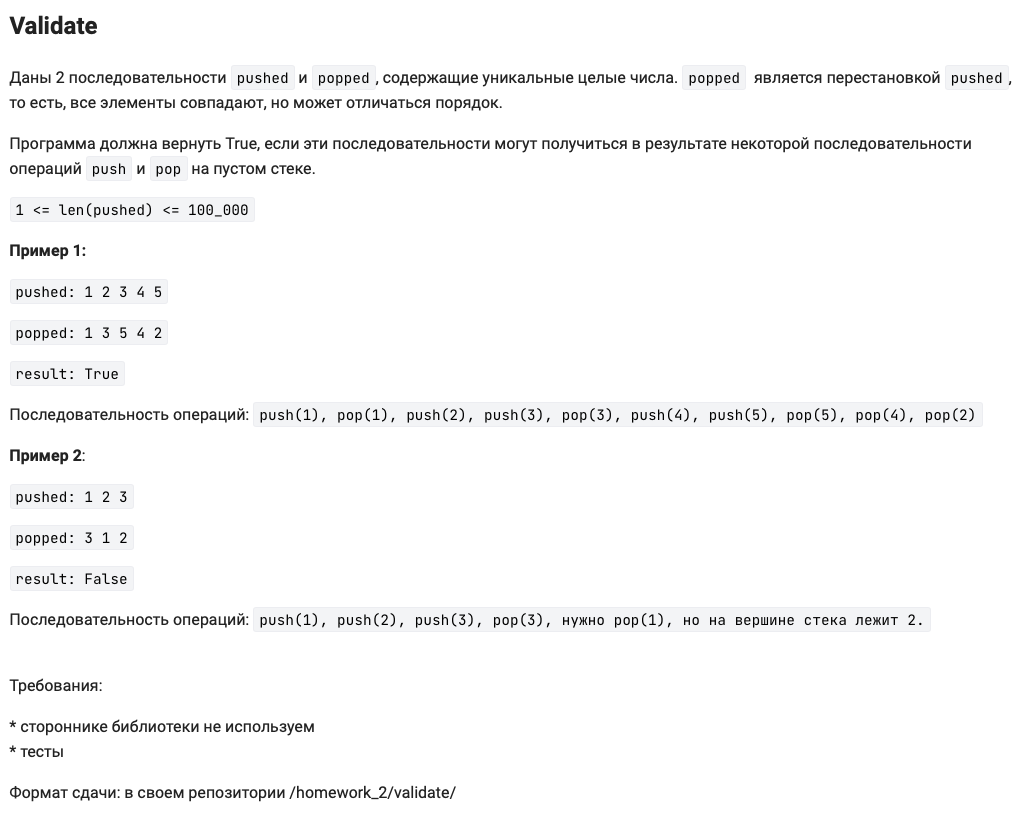 Validate
Даны 2 последовательности pushed и popped, содержащие уникальные целые числа. popped является перестановкой pushed,
то есть, все элементы совпадают, но может отличаться порядок.
Программа должна вернуть True, если эти последовательности могут получиться в результате некоторой последовательности
операций push и pop на пустом стеке.
1 <= len(pushed) <= 100_000
Пример 1:
pushed: 1 2 3 4 5
popped: 1 3 5 4 2
result: True
Последовательность операций: push(1), pop(1), push(2), push(3), pop(3), push(4), push(5), pop(5), pop(4), pop(2)
Пример 2:
pushed: 1 2 3
popped: 3 1 2
result: False
Последовательность операций: push(1), push(2), push(3), pop(3), нужно pop(1), но на вершине стека лежит 2.
Требования:
* стороннике библиотеки не используем
* тесты
Формат сдачи: в своем репозитории /homework_2/validate/